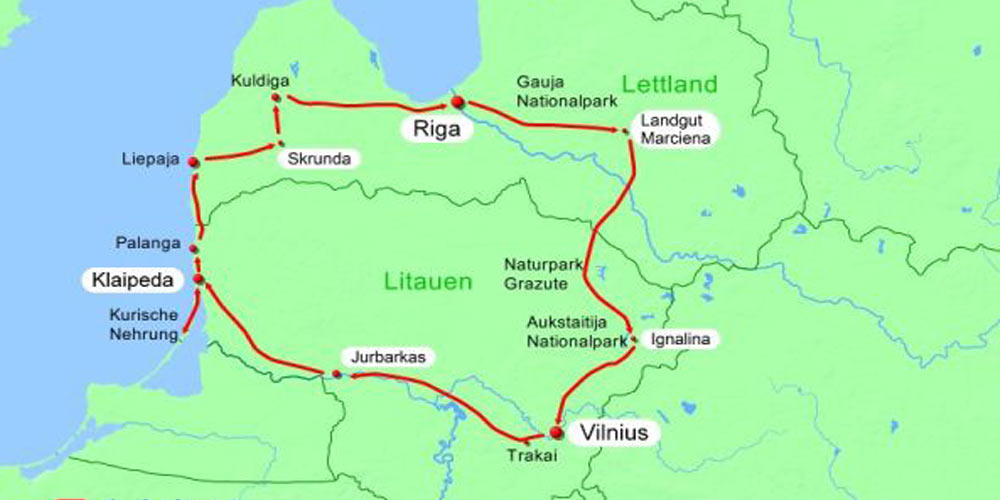 Kuldiga
Gauja
Nationalpark
Lettland
Riga
Landgut
Marciena
Liepaja
Skrunda
Palanga
Klaipeda
Litauen
Naturpark
Grazute
Kurische
Nehrung
Aukstaitija
Nationalpark
Ignalina
Jurbarkas
Vilnius
Trakai